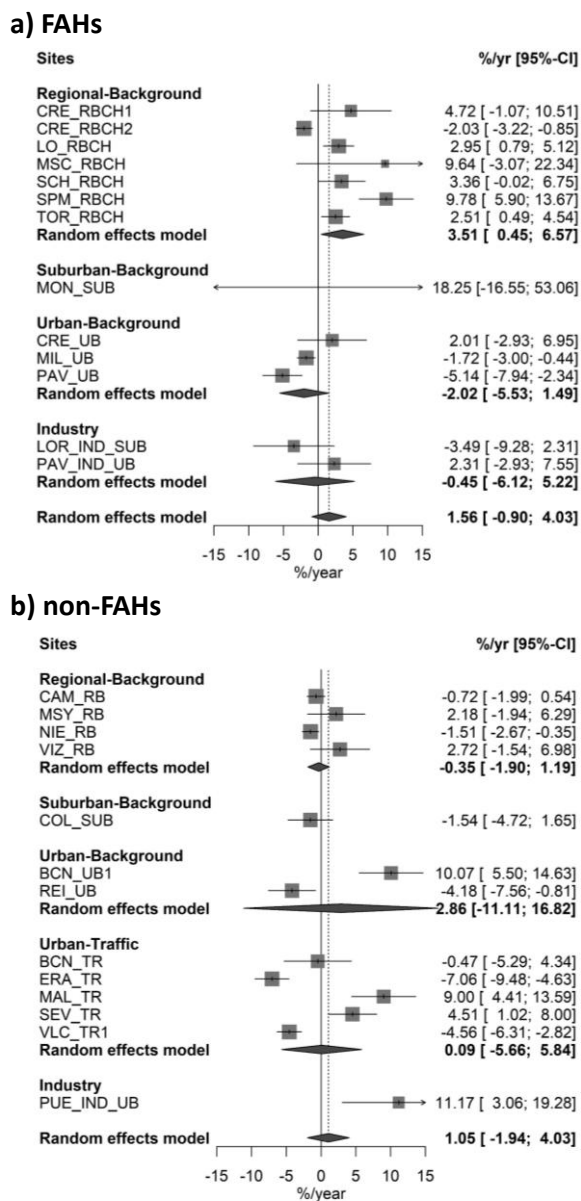 a) FAHs
Sites %/yr [95%-CI]
Regional-Background
CRE_RBCH1 4.72 [ -1.07; 10.51]
CRE_RBCH2 -2.03 [ -3.22; -0.85]
LO_RBCH 2.95 [ 0.79; 5.12]
MSC_RBCH 9.64 [ -3.07; 22.34]
SCH_RBCH 3.36 [ -0.02; 6.75]
SPM_RBCH 9.78 [ 5.90; 13.67]
TOR_RBCH 2.51 [ 0.49; 4.54]
Random effects model 3.51 [ 0.45; 6.57]
Suburban-Background
MON_SUB 18.25 [-16.55; 53.06]
Urban-Background
CRE_UB 2.01 [ -2.93; 6.95]
MIL_UB -1.72 [ -3.00; -0.44]
PAV_UB -5.14 [ -7.94; -2.34]
Random effects model -2.02 [ -5.53; 1.49]
Industry
LOR_IND_SUB -3.49 [ -9.28; 2.31]
PAV_IND_UB 2.31 [ -2.93; 7.55]
Random effects model -0.45 [ -6.12; 5.22]
Random effects model 1.56 [ -0.90; 4.03]
-15 -10 -5 0 5 10 15
%/year
b) non-FAHs
Sites %/yr [95%-CI]
Regional-Background
CAM_RB -0.72 [ -1.99; 0.54]
MSY_RB 2.18 [ -1.94; 6.29]
NIE_RB -1.51 [ -2.67; -0.35]
VIZ_RB 2.72 [ -1.54; 6.98]
Random effects model -0.35 [ -1.90; 1.19]
Suburban-Background
COL_SUB -1.54 [ -4.72; 1.65]
Urban-Background
BCN_UB1 10.07 [ 5.50; 14.63]
REI_UB -4.18 [ -7.56; -0.81]
Random effects model 2.86 [-11.11; 16.82]
Urban-Traffic
BCN_TR -0.47 [ -5.29; 4.34]
ERA_TR -7.06 [ -9.48; -4.63]
MAL_TR 9.00 [ 4.41; 13.59]
SEV_TR 4.51 [ 1.02; 8.00]
VLC_TR1 -4.56 [ -6.31; -2.82]
Random effects model 0.09 [ -5.66; 5.84]
Industry
PUE_IND_UB 11.17 [ 3.06; 19.28]
Random effects model 1.05 [ -1.94; 4.03]
-15 -10 -5 0 5 10 15
%/year